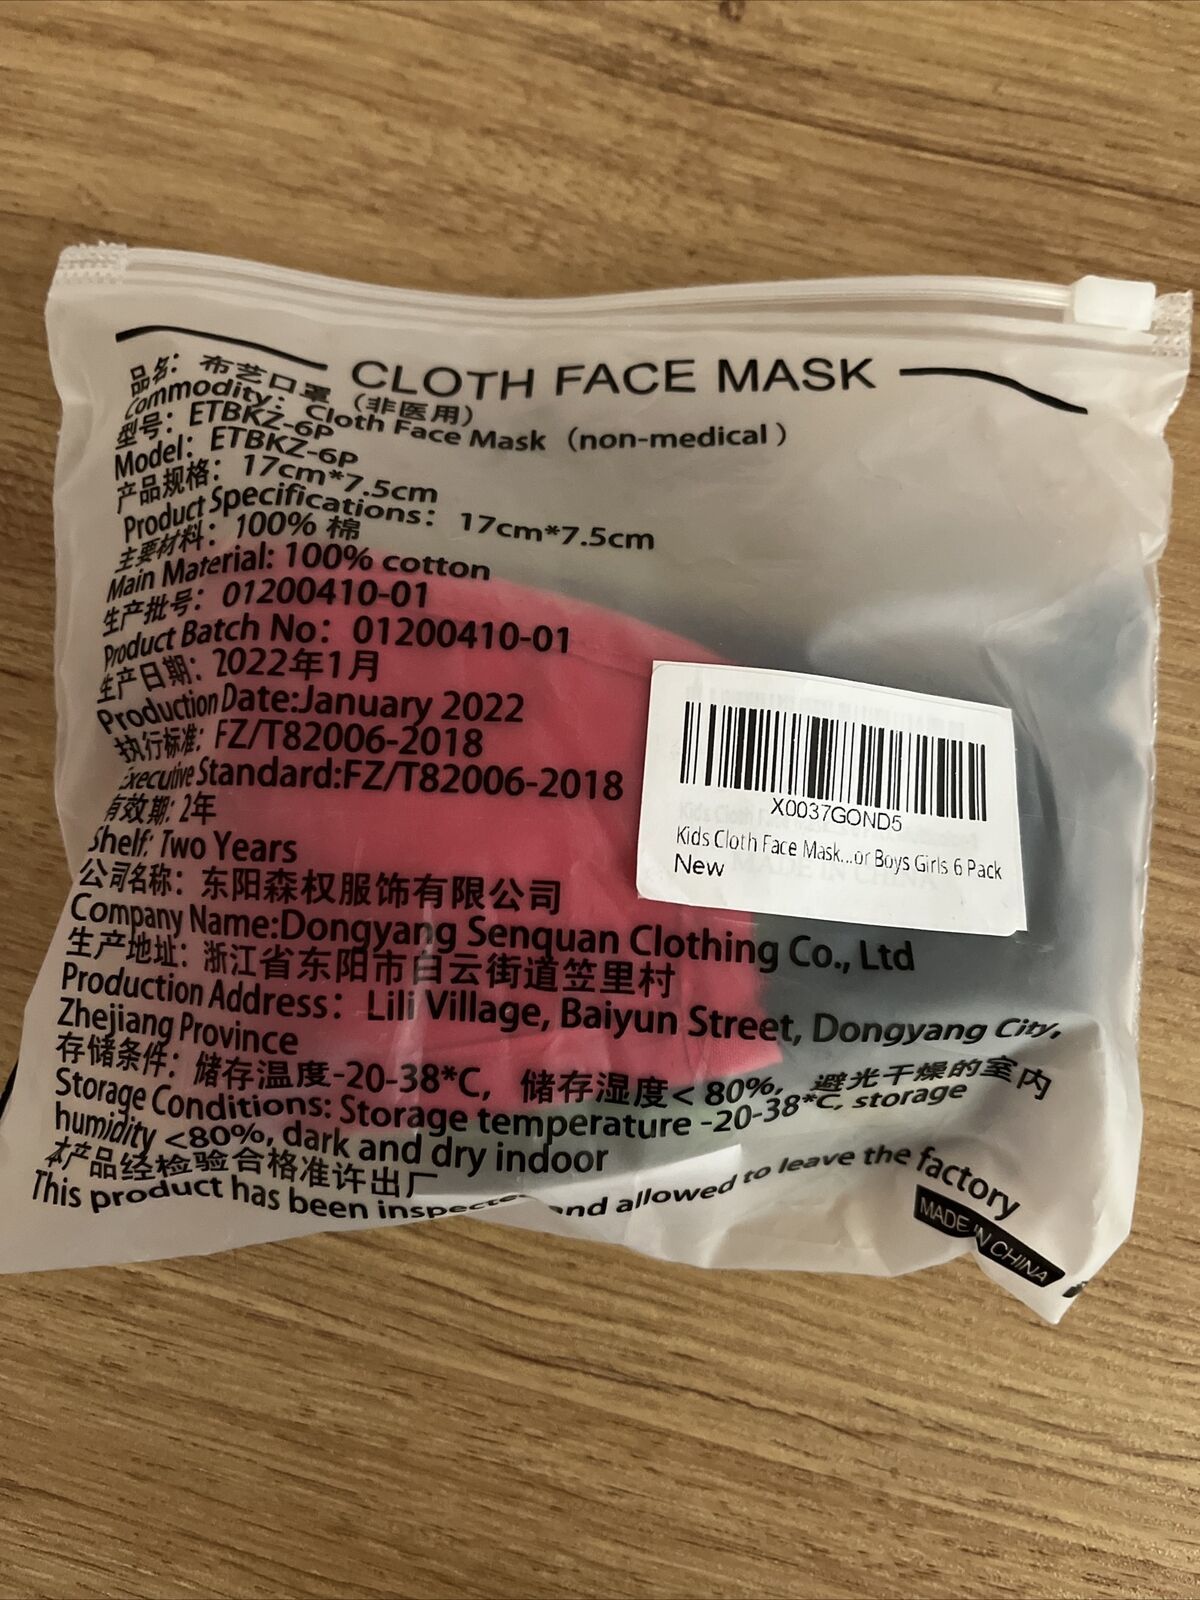 CLOTH FACE MASK
品名：布艺口罩（非医用）
Commodity：Cloth Face Mask（non-medical）
型号：ETBKZ-6P
Model：ETBKZ-6P
产品规格：17cm*7.5cm
Product Specifications：17cm*7.5cm
主要材料：100% 棉
Main Material: 100% cotton
生产批号：01200410-01
Product Batch No：01200410-01
生产日期：2022年1月
Production Date:January 2022
执行标准: FZ/T82006-2018
Executive Standard:FZ/T82006-2018
有效期: 2年
Shelf: Two Years
公司名称：东阳森权服饰有限公司
Company Name:Dongyang Senquan Clothing Co., Ltd
生产地址：浙江省东阳市白云街道笠里村
Production Address：Lili Village, Baiyun Street, Dongyang City,
Zhejiang Province
存储条件：储存温度-20-38*C，储存湿度< 80%，避光干燥的室内
Storage Conditions: Storage temperature -20-38*C, storage
humidity <80%, dark and dry indoor
本产品经检验合格准许出厂
This product has been inspected and allowed to leave the factory
MADE IN CHINA
X0037GOND5
Kids Cloth Face Mask...or Boys Girls 6 Pack
New